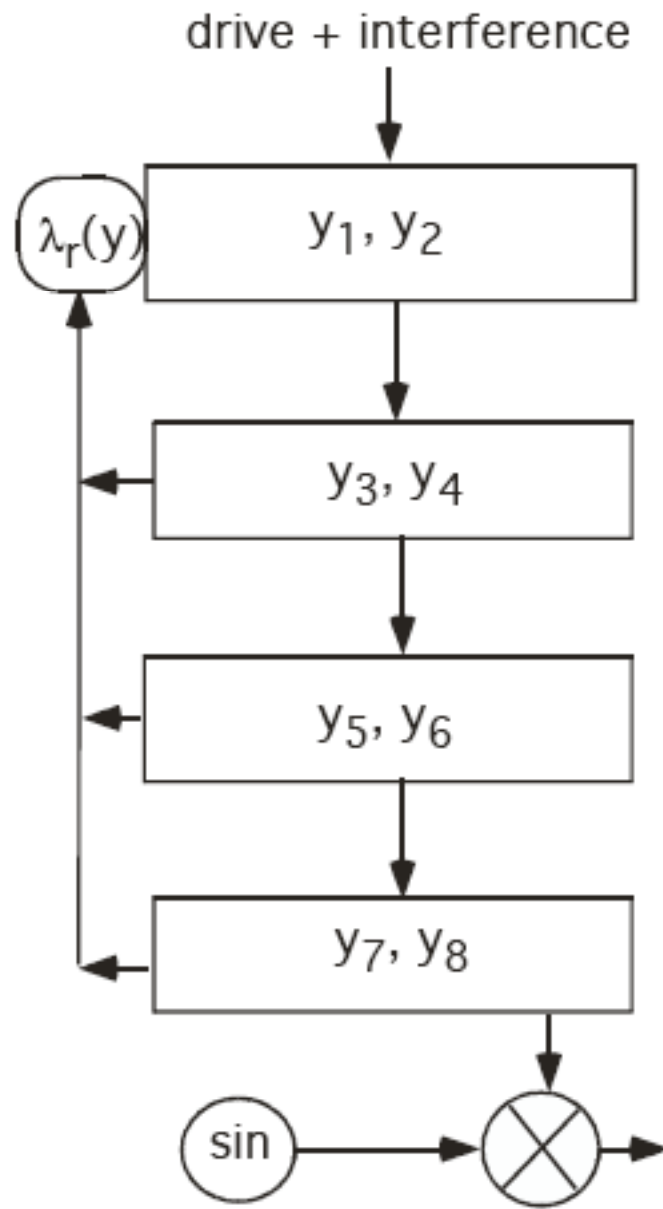 drive + interference
λᵣ(y)
y₁, y₂
y₃, y₄
y₅, y₆
y₇, y₈
sin